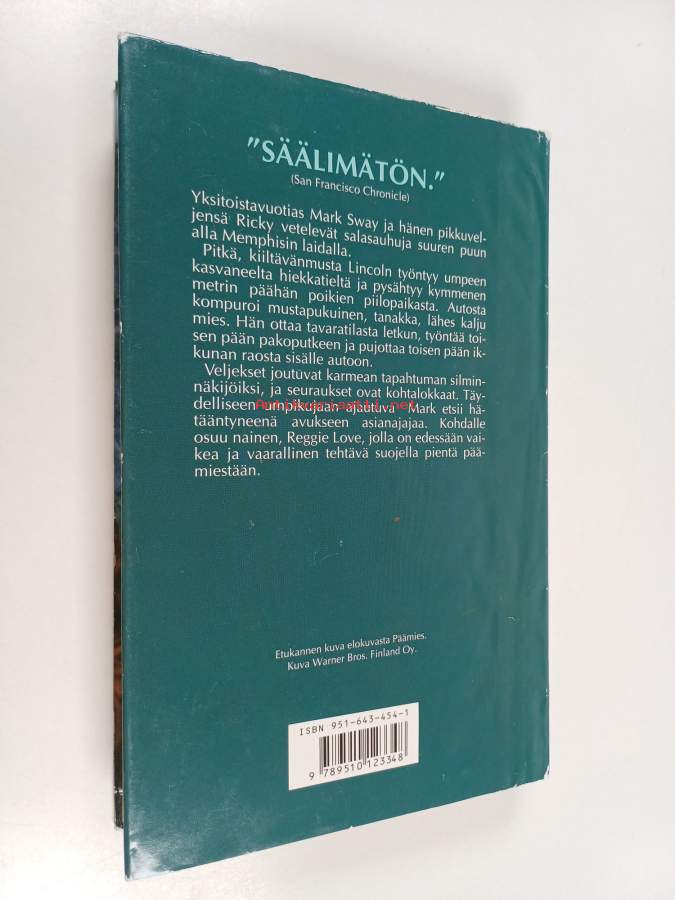 "SÄÄLIMÄTÖN."
(San Francisco Chronicle)
Yksitoistavuotias Mark Sway ja hänen pikkuvel-
jensä Ricky vetelevät salasauhuja suuren puun
alla Memphisin laidalla.
Pitkä, kiiltävänmusta Lincoln työntyy umpeen
kasvaneelta hiekkatieltä ja pysähtyy kymmenen
metrin päähän poikien piilopaikasta. Autosta
kompuroi mustapukuinen, tanakka, lähes kalju
mies. Hän ottaa tavaratilasta letkun, työntää toi-
sen pään pakoputkeen ja pujottaa toisen pään ik-
kunan raosta sisälle autoon.
Veljekset joutuvat karmean tapahtuman silmin-
näkijöiksi, ja seuraukset ovat kohtalokkaat. Täy-
delliseen umpikujaan ajautuva Mark etsii hä-
tääntyneenä avukseen asianajajaa. Kohdalle
osuu nainen, Reggie Love, jolla on edessään vai-
kea ja vaarallinen tehtävä suojella pientä pää-
miestään.
Etukannen kuva elokuvasta Päämies.
Kuva Warner Bros. Finland Oy.
ISBN 951-643-454-1
9 789510 123348